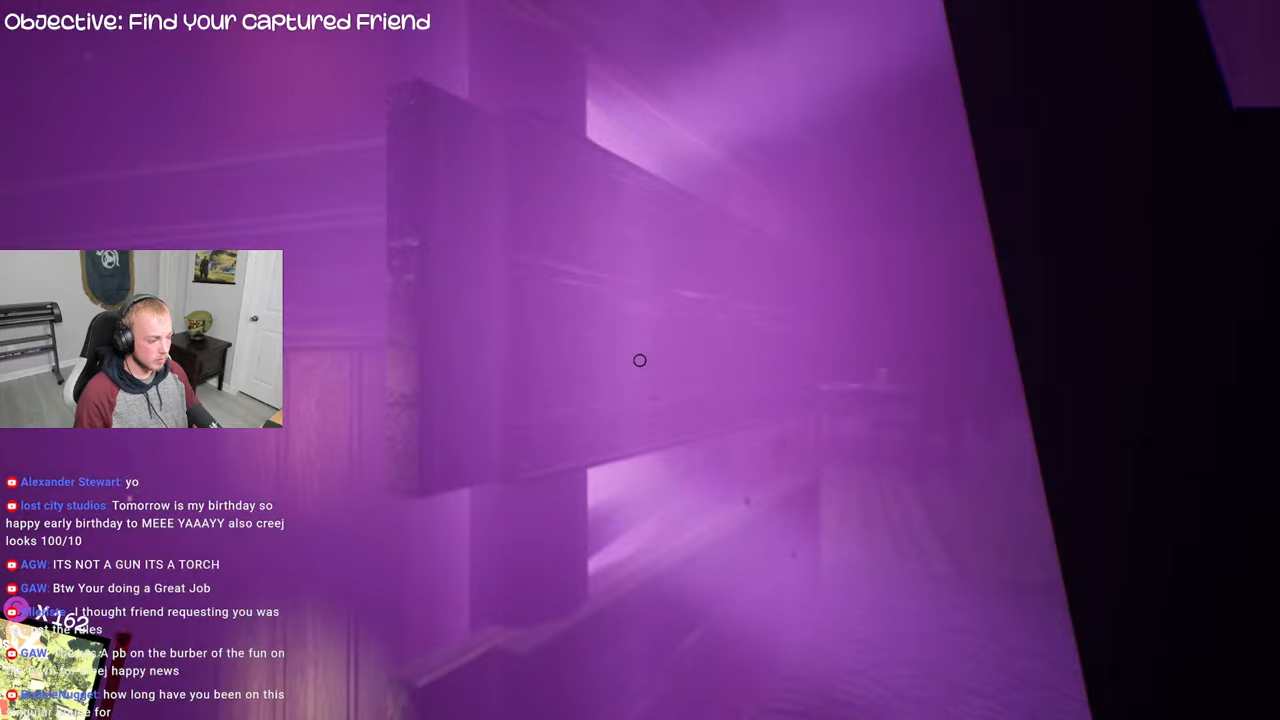 Objective: Find Your Captured Friend
Alexander Stewart: yo
lost city studios: Tomorrow is my birthday so
happy early birthday to MEEE YAAAYY also creej
looks 100/10
AGW: ITS NOT A GUN ITS A TORCH
GAW: Btw Your doing a Great Job
I thought friend requesting you was
the rules
X 162
GAW: A pb on the burber of the fun on
happy news
how long have you been on this
for